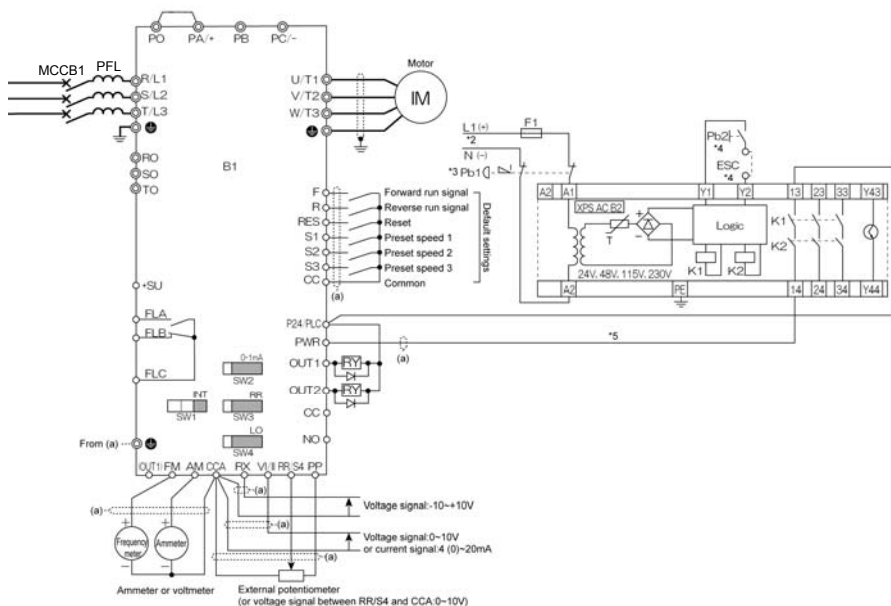 PO PA/+ PB PC/-
MCCB1 PFL
R/L1
S/L2
T/L3
RO
SO
TO
B1
U/T1
V/T2
W/T3
Motor
IM
F Forward run signal
R Reverse run signal
RES Reset
S1 Preset speed 1
S2 Preset speed 2
S3 Preset speed 3
CC Common
Default settings
(a)
L1 (+)
*2
N (−)
F1
*3 Pb1
Pb2
*4
ESC
*4
A2 A1 Y1 Y2 13 23 33 Y43
XPS AC B2
T
+
−
Logic
K1
K2
K1 K2
24V. 48V. 115V. 230V
A2 PE 14 24 34 Y44
+SU
FLA
FLB
FLC
P24/PLC
PWR
(a)
*5
OUT1 RY
OUT2 RY
CC
NO
0-1mA
SW2
INT
SW1
RR
SW3
LO
SW4
From (a)
OUT1/ FM AM CCA RX VI/II RR/S4 PP
(a)
(a)
Voltage signal:-10~+10V
(a)
Voltage signal:0~10V
or current signal:4 (0)~20mA
(a)
+ +
Frequency meter
Ammeter
− −
Ammeter or voltmeter
External potentiometer
(or voltage signal between RR/S4 and CCA:0~10V)